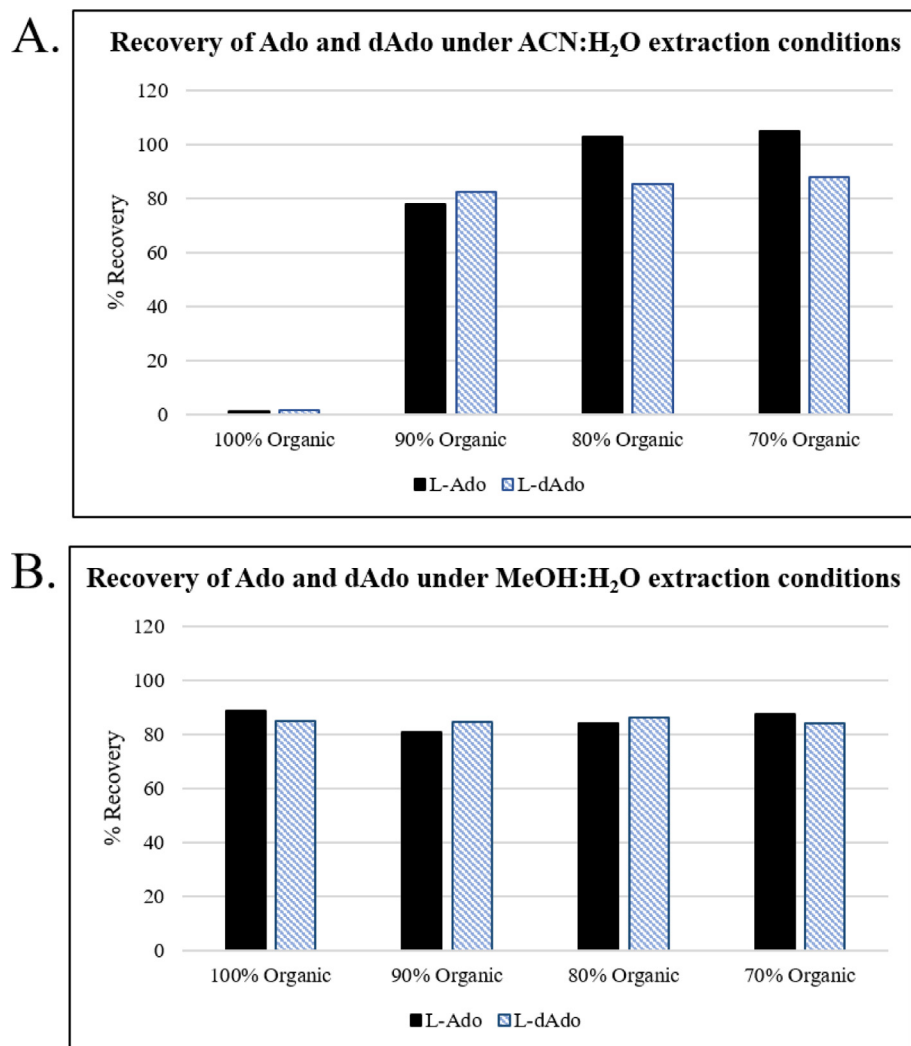 A.
Recovery of Ado and dAdo under ACN:H₂O extraction conditions
120
100
80
60
40
20
0
% Recovery
100% Organic 90% Organic 80% Organic 70% Organic
L-Ado L-dAdo
B.
Recovery of Ado and dAdo under MeOH:H₂O extraction conditions
120
100
80
60
40
20
0
% Recovery
100% Organic 90% Organic 80% Organic 70% Organic
L-Ado L-dAdo